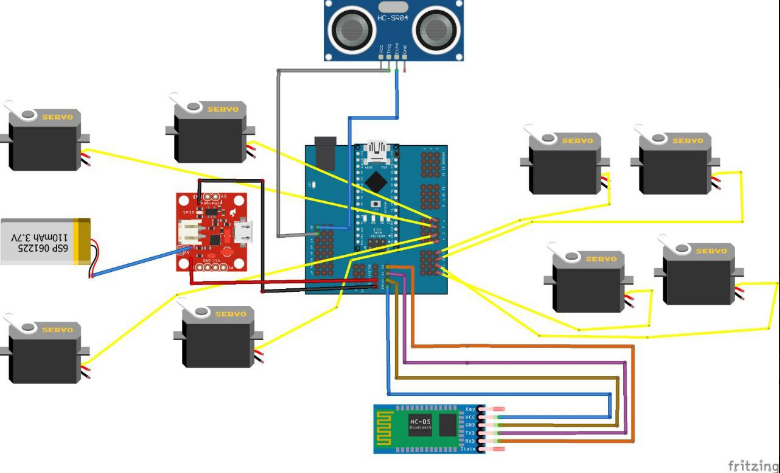 HC-SR04
Vcc
Trig
Echo
Gnd
SERVO
SERVO
SERVO
SERVO
6SP 061225
110mAh 3.7V
SERVO
SERVO
SERVO
SERVO
HC-05
Bluetooth
Key
VCC
GND
TXD
RXD
State
fritzing